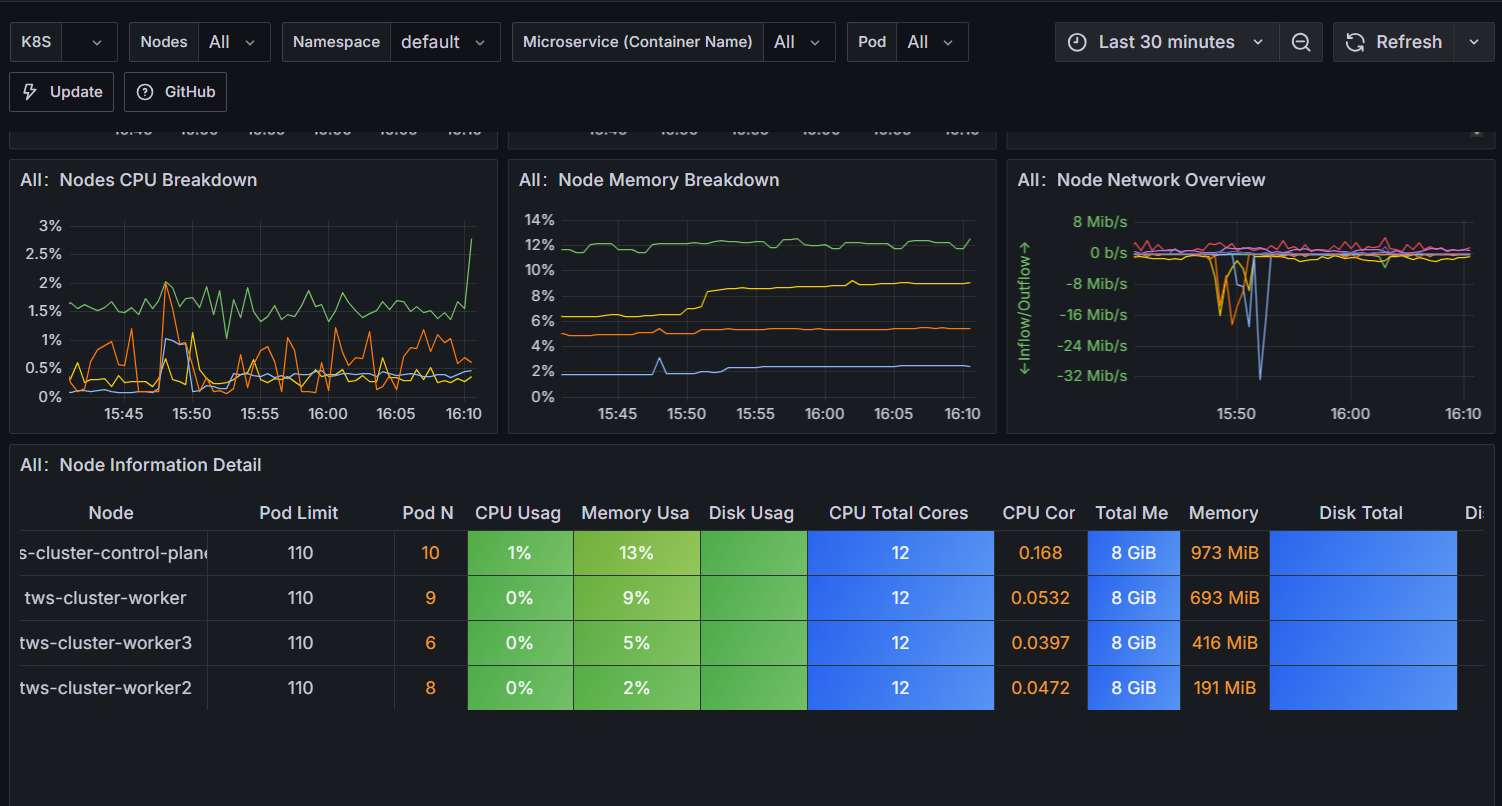 K8S Nodes All Namespace default Microservice (Container Name) All Pod All Last 30 minutes Refresh
Update GitHub
All: Nodes CPU Breakdown
3%
2.5%
2%
1.5%
1%
0.5%
0%
15:45 15:50 15:55 16:00 16:05 16:10
All: Node Memory Breakdown
14%
12%
10%
8%
6%
4%
2%
0%
15:45 15:50 15:55 16:00 16:05 16:10
All: Node Network Overview
←Inflow/Outflow→
8 Mib/s
0 b/s
-8 Mib/s
-16 Mib/s
-24 Mib/s
-32 Mib/s
15:50 16:00 16:10
All: Node Information Detail
Node Pod Limit Pod N CPU Usag Memory Usa Disk Usag CPU Total Cores CPU Cor Total Me Memory Disk Total Di
s-cluster-control-plane 110 10 1% 13% 12 0.168 8 GiB 973 MiB
tws-cluster-worker 110 9 0% 9% 12 0.0532 8 GiB 693 MiB
tws-cluster-worker3 110 6 0% 5% 12 0.0397 8 GiB 416 MiB
tws-cluster-worker2 110 8 0% 2% 12 0.0472 8 GiB 191 MiB